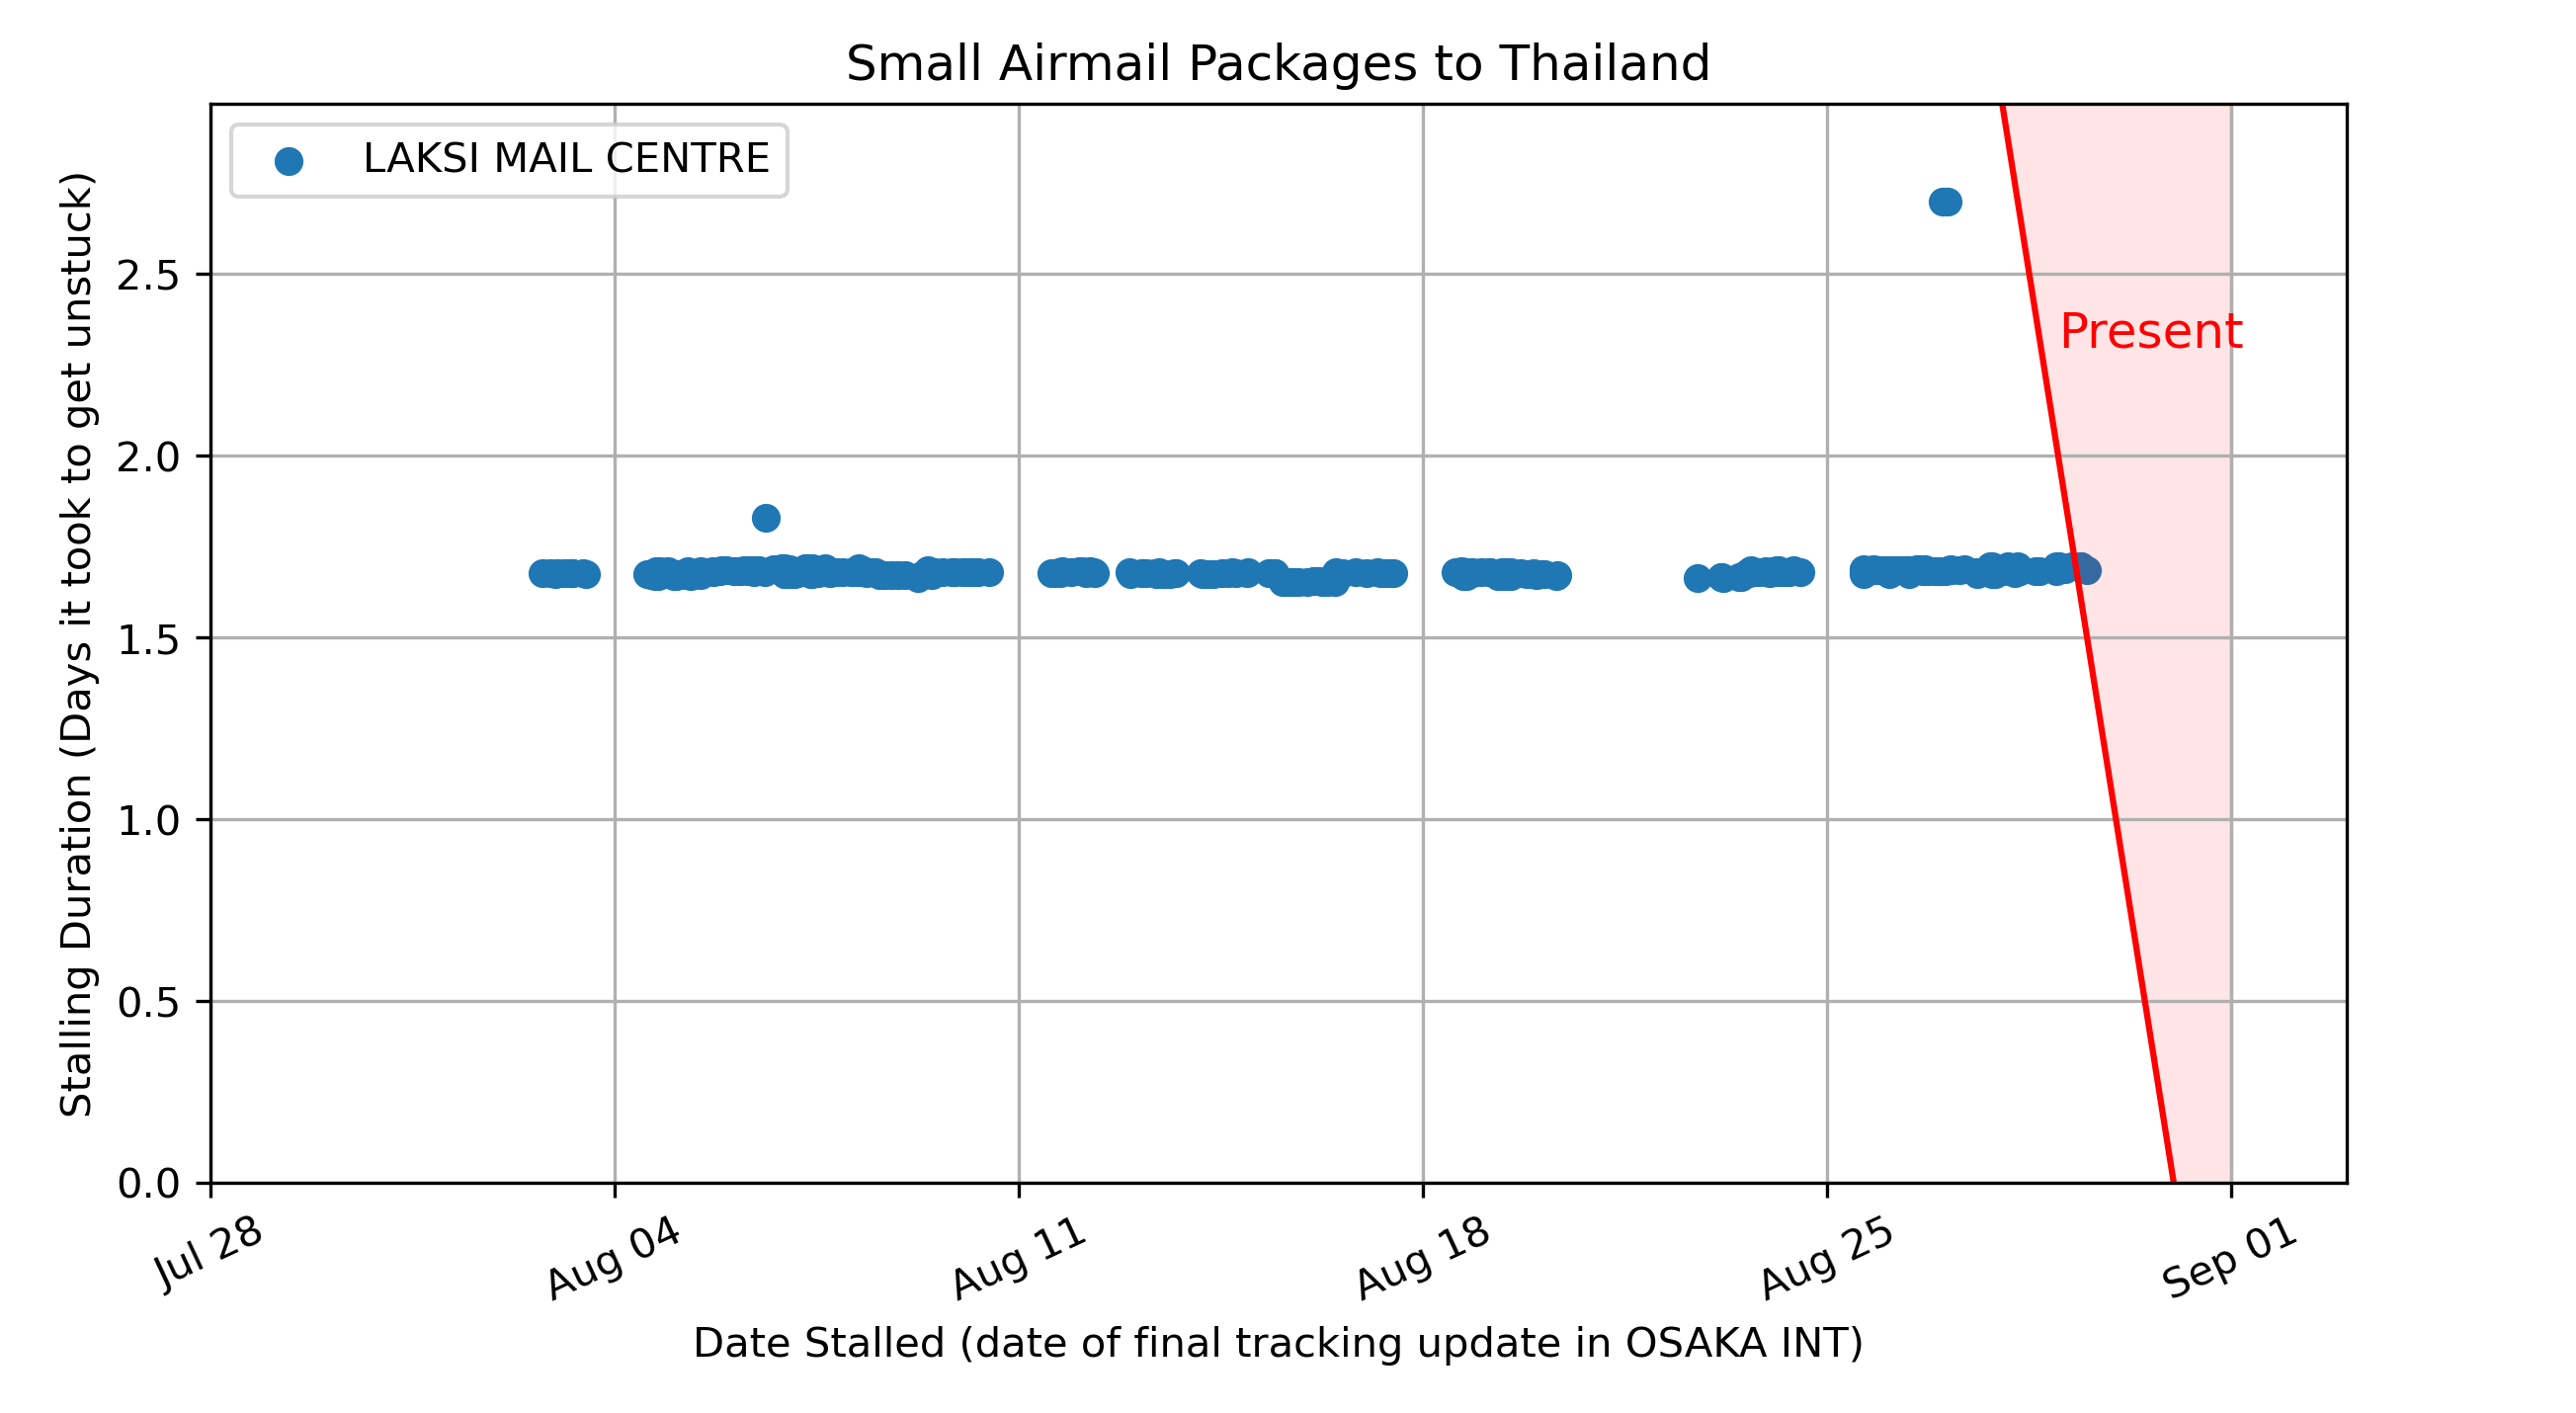 Small Airmail Packages to Thailand
LAKSI MAIL CENTRE
Present
Stalling Duration (Days it took to get unstuck)
2.5
2.0
1.5
1.0
0.5
0.0
Jul 28
Aug 04
Aug 11
Aug 18
Aug 25
Sep 01
Date Stalled (date of final tracking update in OSAKA INT)